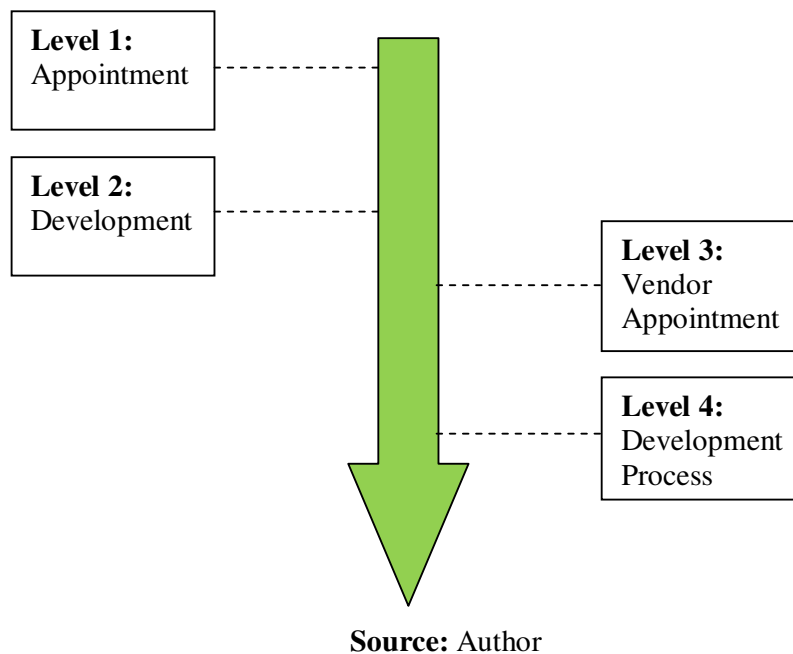 Level 1:
Appointment
Level 2:
Development
Level 3:
Vendor
Appointment
Level 4:
Development
Process
Source: Author